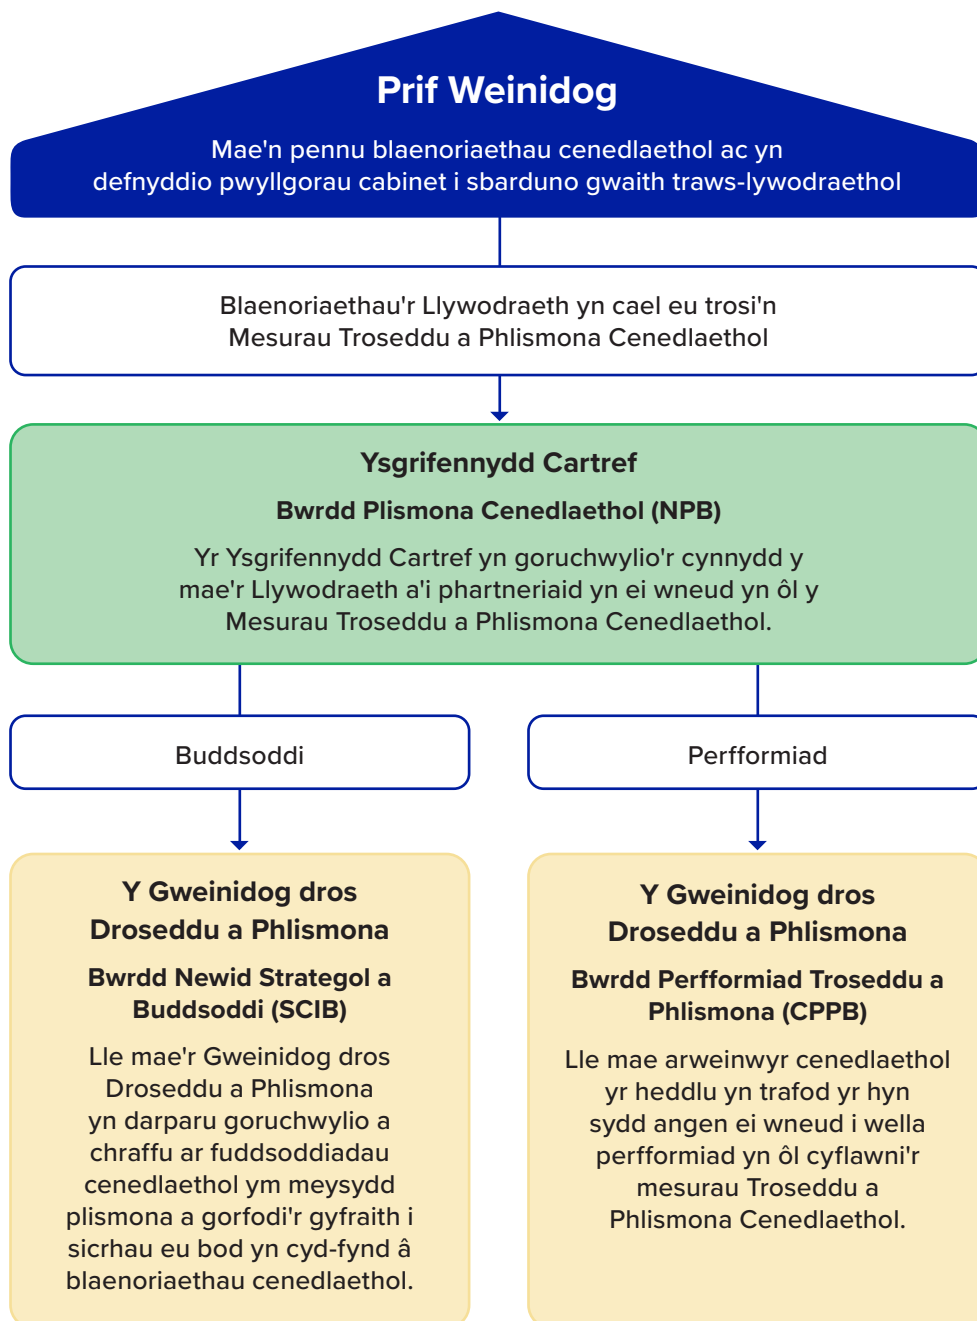 Prif Weinidog
Mae'n pennu blaenoriaethau cenedlaethol ac yn
defnyddio pwyllgorau cabinet i sbarduno gwaith traws-lywodraethol
Blaenoriaethau'r Llywodraeth yn cael eu trosi'n
Mesurau Troseddu a Phlismona Cenedlaethol
Ysgrifennydd Cartref
Bwrdd Plismona Cenedlaethol (NPB)
Yr Ysgrifennydd Cartref yn goruchwylio'r cynnydd y
mae'r Llywodraeth a'i phartneriaid yn ei wneud yn ôl y
Mesurau Troseddu a Phlismona Cenedlaethol.
Buddsoddi
Y Gweinidog dros
Droseddu a Phlismona
Bwrdd Newid Strategol a
Buddsoddi (SCIB)
Lle mae'r Gweinidog dros
Droseddu a Phlismona
yn darparu goruchwylio a
chraffu ar fuddsoddiadau
cenedlaethol ym meysydd
plismona a gorfodi'r gyfraith i
sicrhau eu bod yn cyd-fynd â
blaenoriaethau cenedlaethol.
Perfformiad
Y Gweinidog dros
Droseddu a Phlismona
Bwrdd Perfformiad Troseddu a
Phlismona (CPPB)
Lle mae arweinwyr cenedlaethol
yr heddlu yn trafod yr hyn
sydd angen ei wneud i wella
perfformiad yn ôl cyflawni'r
mesurau Troseddu a
Phlismona Cenedlaethol.